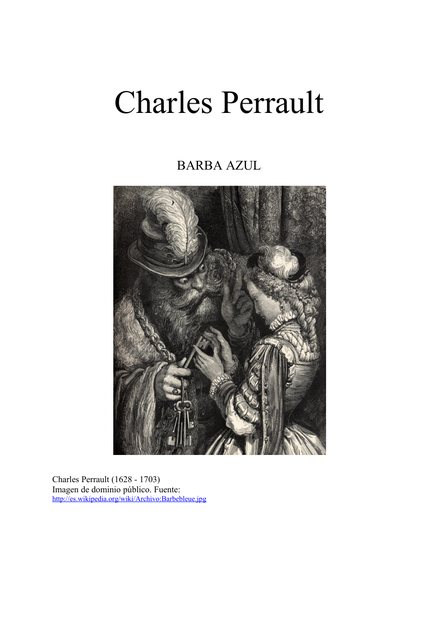 Charles Perrault
BARBA AZUL
Charles Perrault (1628 - 1703)
Imagen de dominio público. Fuente:
http://es.wikipedia.org/wiki/Archivo:Barbebleue.jpg